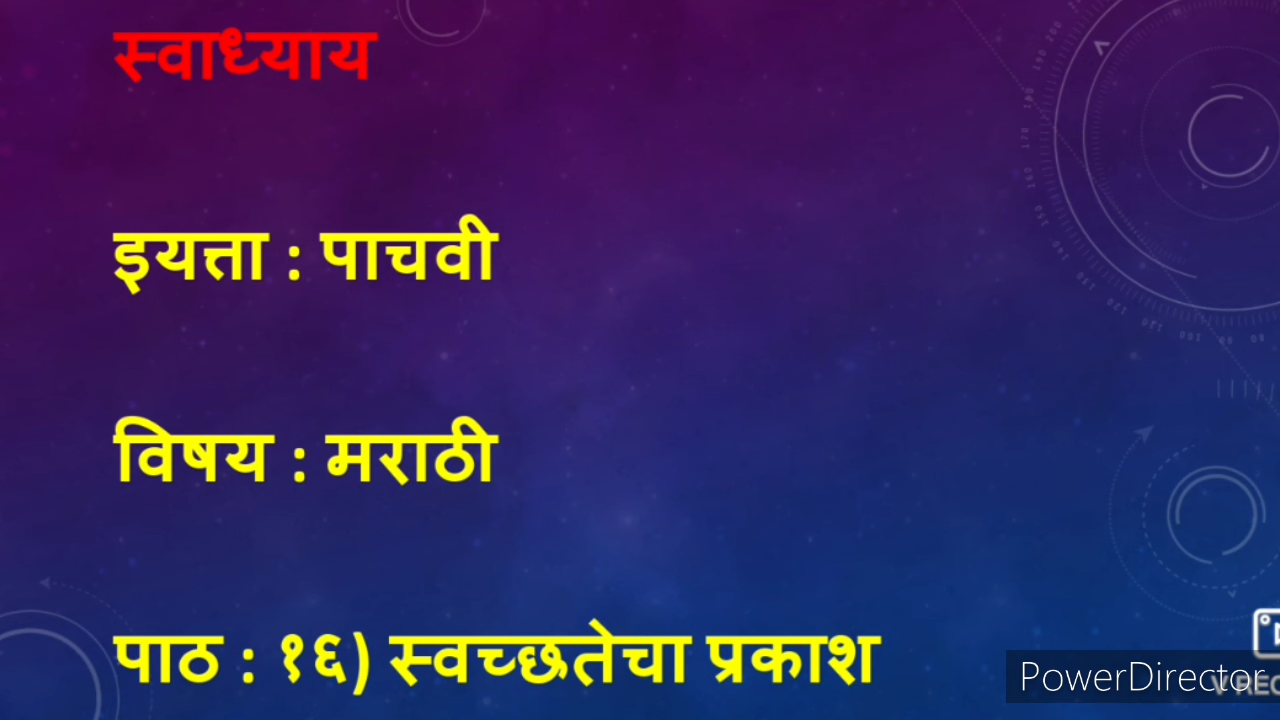 स्वाध्याय
इयत्ता : पाचवी
विषय : मराठी
पाठ : १६) स्वच्छतेचा प्रकाश
PowerDirector